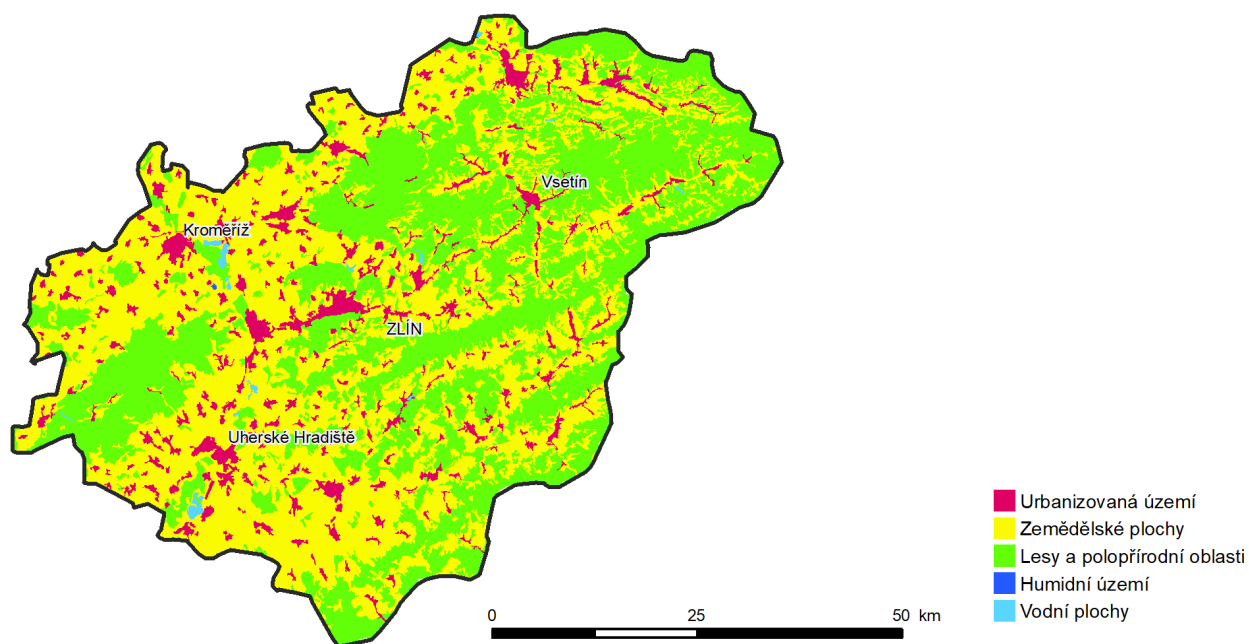 Vsetín
Kroměříž
ZLÍN
Uherské Hradiště
Urbanizovaná území
Zemědělské plochy
Lesy a polopřírodní oblasti
Humidní území
Vodní plochy
0 25 50 km